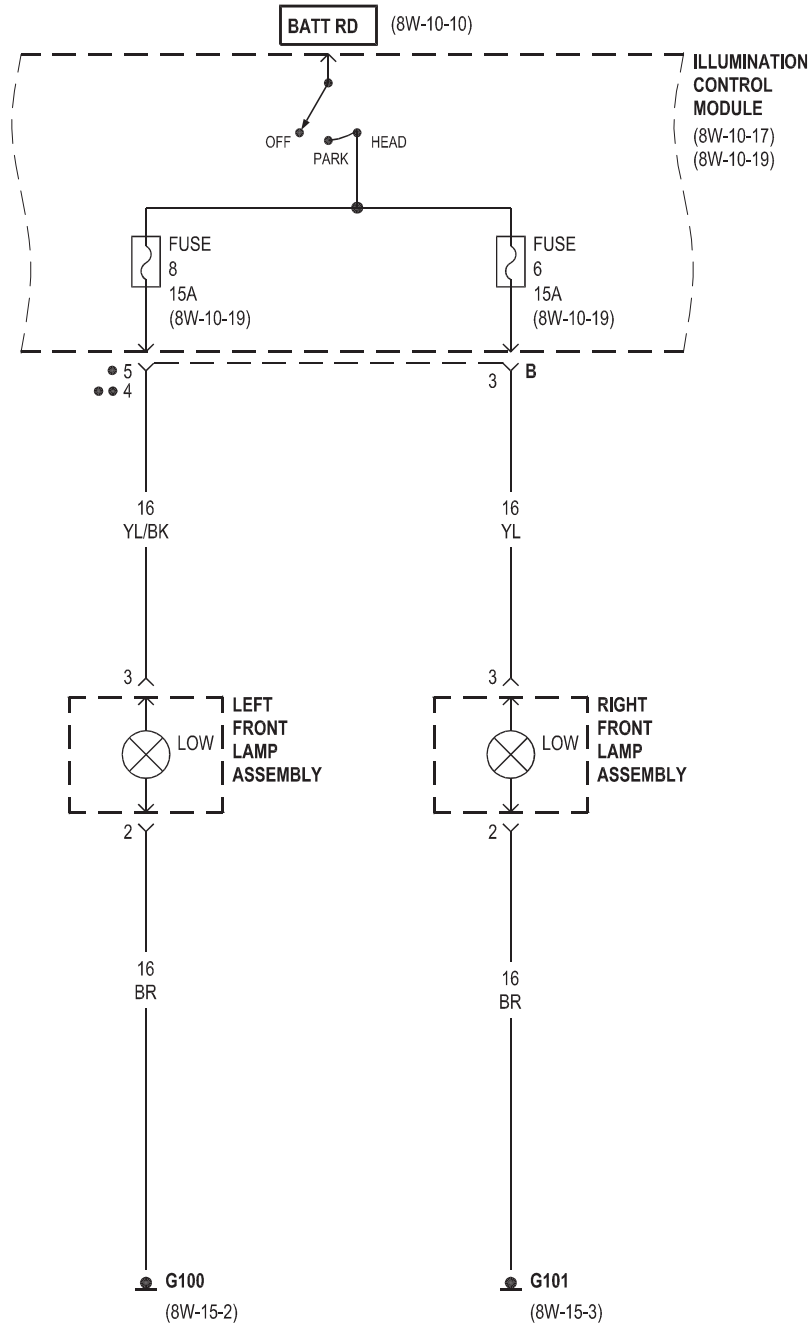 BATT RD (8W-10-10)
ILLUMINATION
CONTROL
MODULE
(8W-10-17)
(8W-10-19)
OFF
PARK
HEAD
FUSE
8
15A
(8W-10-19)
FUSE
6
15A
(8W-10-19)
● 5
●● 4
3
B
16
YL/BK
16
YL
3
LOW
LEFT
FRONT
LAMP
ASSEMBLY
2
3
LOW
RIGHT
FRONT
LAMP
ASSEMBLY
2
16
BR
16
BR
G100
(8W-15-2)
G101
(8W-15-3)